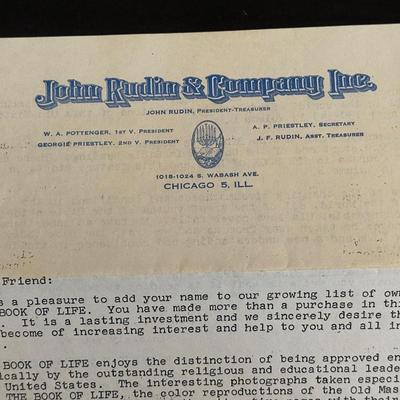 John Rudin & Company Inc.
JOHN RUDIN, PRESIDENT-TREASURER
W. A. POTTENGER, 1ST V. PRESIDENT
GEORGIE PRIESTLEY, 2ND V. PRESIDENT
A. P. PRIESTLEY, SECRETARY
J. F. RUDIN, ASST. TREASURER
1018-1024 S. WABASH AVE.
CHICAGO 5, ILL.
Friend:
s a pleasure to add your name to our growing list of own
BOOK OF LIFE. You have made more than a purchase in thi
. It is a lasting investment and we sincerely desire th
become of increasing interest and help to you and all in
.
BOOK OF LIFE enjoys the distinction of being approved en
ically by the outstanding religious and educational leade
United States. The interesting photographs taken especia
THE BOOK OF LIFE, the color reproductions of the Old Mas